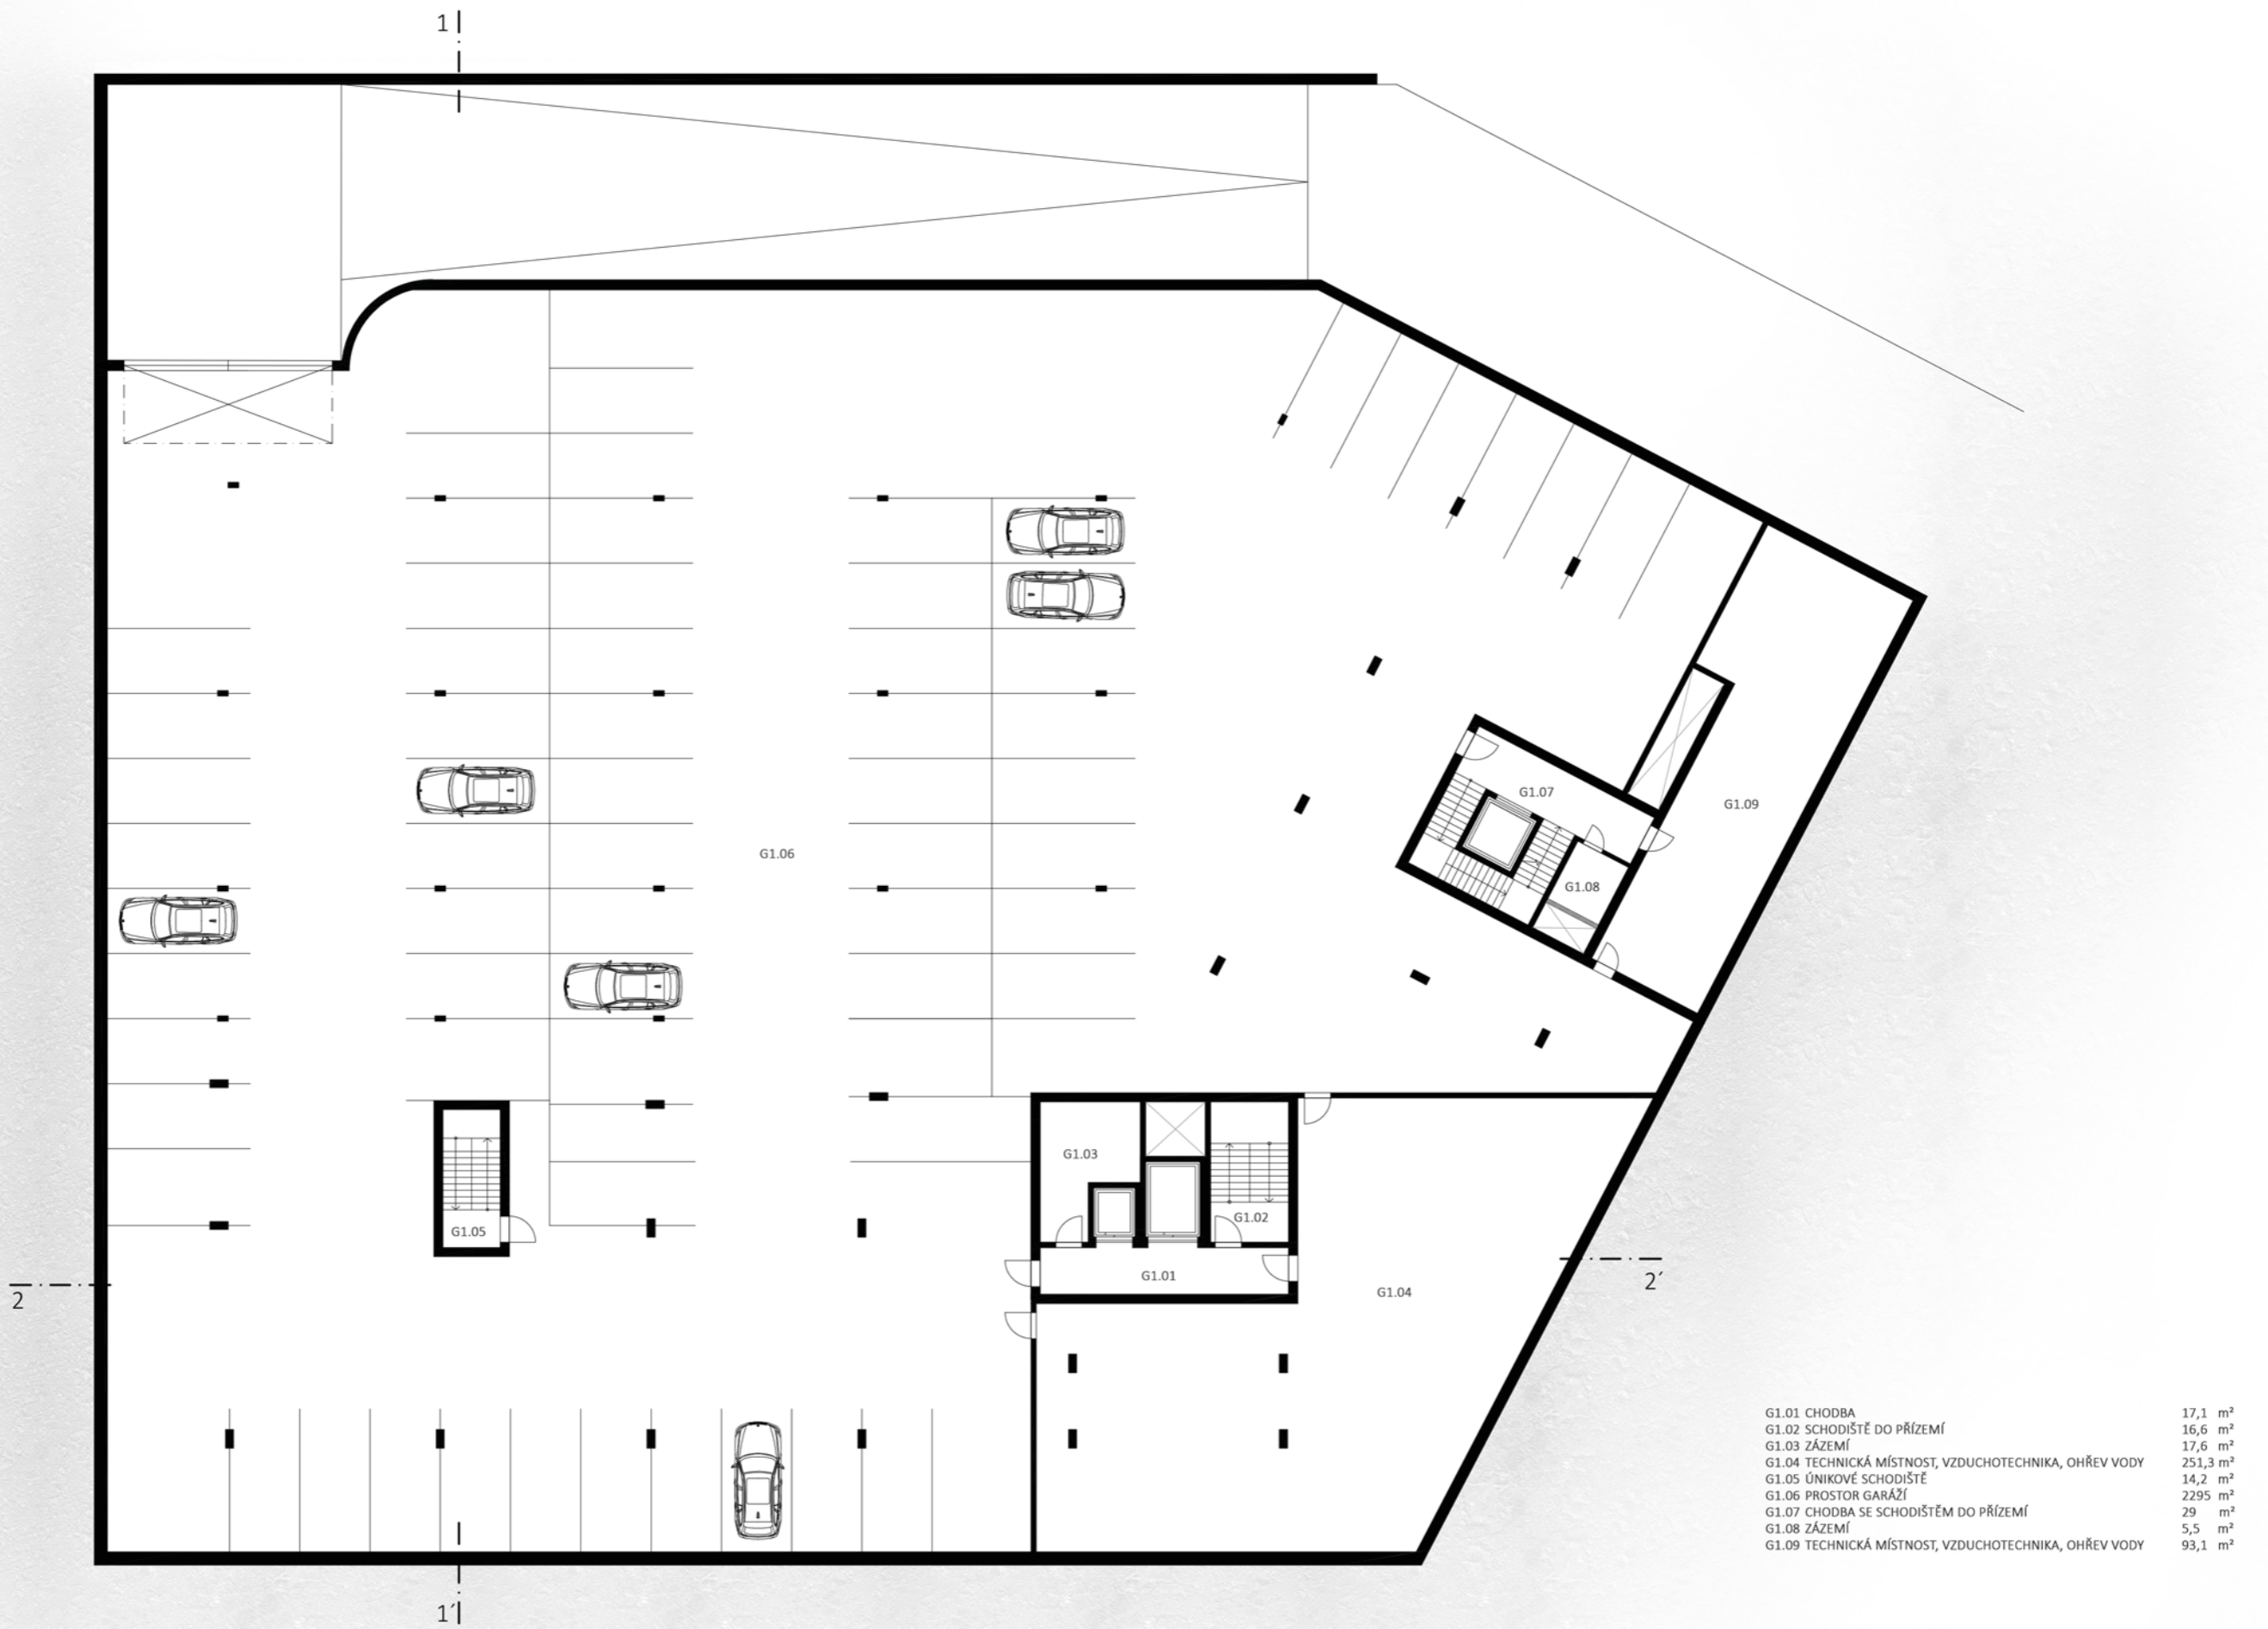 1
G1.07
G1.09
G1.06
G1.08
G1.03
G1.02
G1.05
G1.01
G1.04
2
2´
1´
G1.01 CHODBA 17,1 m²
G1.02 SCHODIŠTĚ DO PŘÍZEMÍ 16,6 m²
G1.03 ZÁZEMÍ 17,6 m²
G1.04 TECHNICKÁ MÍSTNOST, VZDUCHOTECHNIKA, OHŘEV VODY 251,3 m²
G1.05 ÚNIKOVÉ SCHODIŠTĚ 14,2 m²
G1.06 PROSTOR GARÁŽÍ 2295 m²
G1.07 CHODBA SE SCHODIŠTĚM DO PŘÍZEMÍ 29 m²
G1.08 ZÁZEMÍ 5,5 m²
G1.09 TECHNICKÁ MÍSTNOST, VZDUCHOTECHNIKA, OHŘEV VODY 93,1 m²